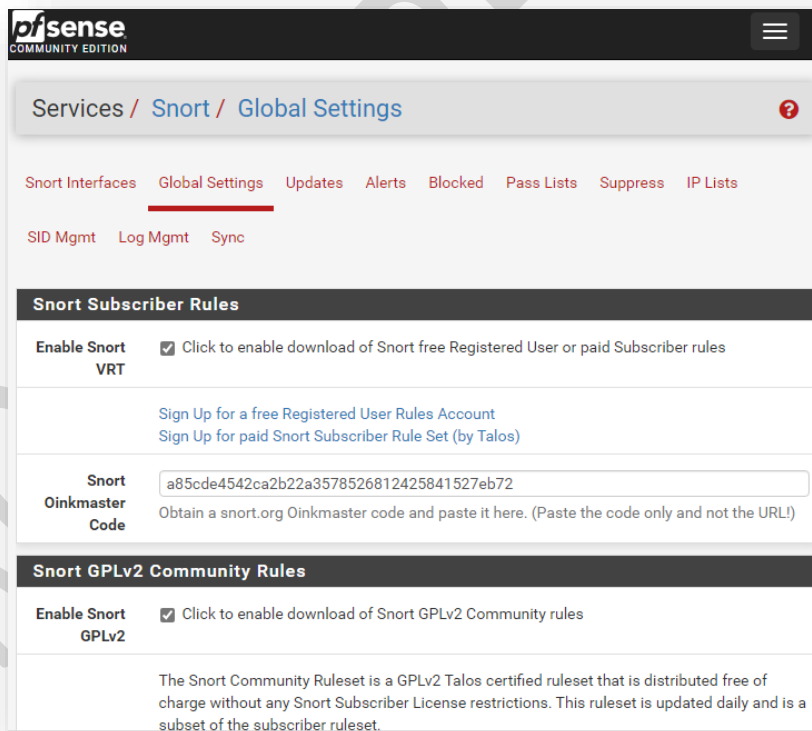 pfsense
COMMUNITY EDITION
Services / Snort / Global Settings
Snort Interfaces Global Settings Updates Alerts Blocked Pass Lists Suppress IP Lists
SID Mgmt Log Mgmt Sync
Snort Subscriber Rules
Enable Snort VRT
Click to enable download of Snort free Registered User or paid Subscriber rules
Sign Up for a free Registered User Rules Account
Sign Up for paid Snort Subscriber Rule Set (by Talos)
Snort Oinkmaster Code
a85cde4542ca2b22a3578526812425841527eb72
Obtain a snort.org Oinkmaster code and paste it here. (Paste the code only and not the URL!)
Snort GPLv2 Community Rules
Enable Snort GPLv2
Click to enable download of Snort GPLv2 Community rules
The Snort Community Ruleset is a GPLv2 Talos certified ruleset that is distributed free of
charge without any Snort Subscriber License restrictions. This ruleset is updated daily and is a
subset of the subscriber ruleset.